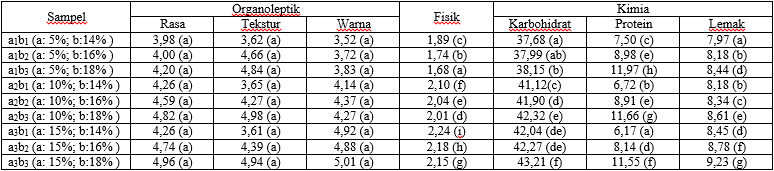 Sampel Organoleptik Fisik Kimia
Rasa Tekstur Warna Karbohidrat Protein Lemak
a1b1 (a: 5%; b:14% ) 3,98 (a) 3,62 (a) 3,52 (a) 1,89 (c) 37,68 (a) 7,50 (c) 7,97 (a)
a1b2 (a: 5%; b:16% ) 4,00 (a) 4,66 (a) 3,72 (a) 1,74 (b) 37,99 (ab) 8,98 (e) 8,18 (b)
a1b3 (a: 5%; b:18% ) 4,20 (a) 4,84 (a) 3,83 (a) 1,68 (a) 38,15 (b) 11,97 (h) 8,44 (d)
a2b1 (a: 10%; b:14% ) 4,26 (a) 3,65 (a) 4,14 (a) 2,10 (f) 41,12(c) 6,72 (b) 8,18 (b)
a2b2 (a: 10%; b:16% ) 4,59 (a) 4,27 (a) 4,37 (a) 2,04 (e) 41,90 (d) 8,91 (e) 8,34 (c)
a2b3 (a: 10%; b:18% ) 4,82 (a) 4,98 (a) 4,27 (a) 2,01 (d) 42,32 (e) 11,66 (g) 8,61 (e)
a3b1 (a: 15%; b:14% ) 4,26 (a) 3,61 (a) 4,92 (a) 2,24 (i) 42,04 (de) 6,17 (a) 8,45 (d)
a3b2 (a: 15%; b:16% ) 4,74 (a) 4,39 (a) 4,88 (a) 2,18 (h) 42,27 (de) 8,14 (d) 8,78 (f)
a3b3 (a: 15%; b:18% ) 4,96 (a) 4,94 (a) 5,01 (a) 2,15 (g) 43,21 (f) 11,55 (f) 9,23 (g)